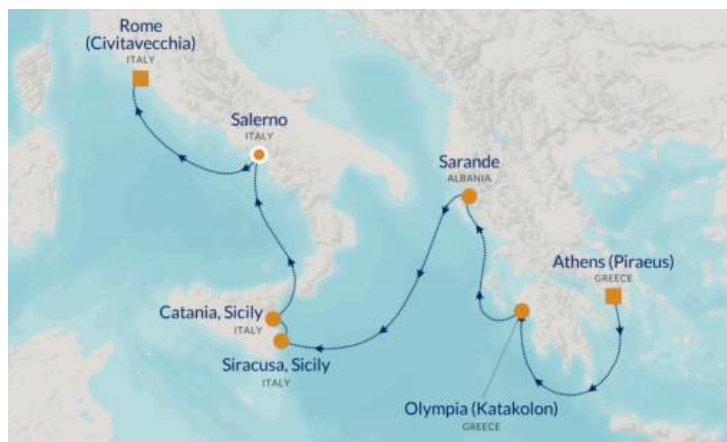 Rome
(Civitavecchia)
ITALY
Salerno
ITALY
Sarande
ALBANIA
Athens (Piraeus)
GREECE
Catania, Sicily
ITALY
Siracusa, Sicily
ITALY
Olympia (Katakolon)
GREECE